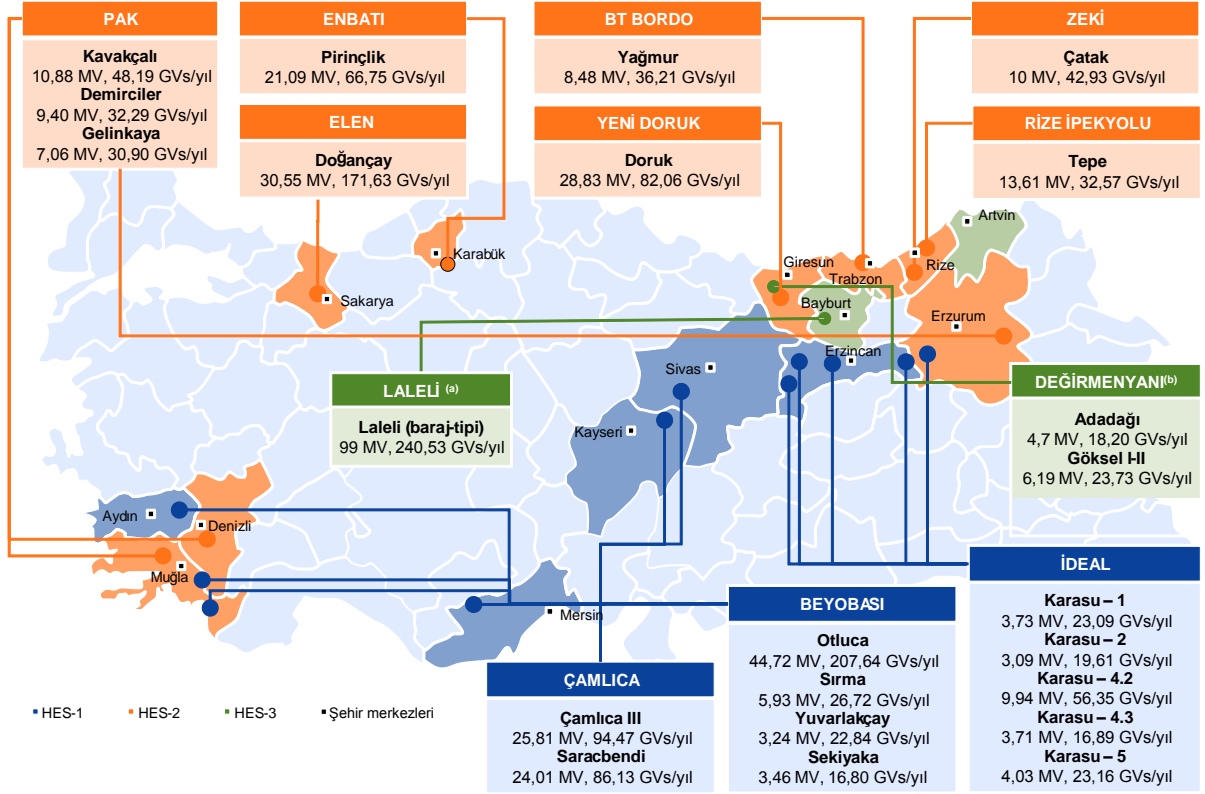 PAK
Kavakçalı
10,88 MV, 48,19 GVs/yıl
Demirciler
9,40 MV, 32,29 GVs/yıl
Gelinkaya
7,06 MV, 30,90 GVs/yıl
ENBATI
Pirinçlik
21,09 MV, 66,75 GVs/yıl
ELEN
Doğançay
30,55 MV, 171,63 GVs/yıl
BT BORDO
Yağmur
8,48 MV, 36,21 GVs/yıl
YENİ DORUK
Doruk
28,83 MV, 82,06 GVs/yıl
ZEKİ
Çatak
10 MV, 42,93 GVs/yıl
RİZE İPEKYOLU
Tepe
13,61 MV, 32,57 GVs/yıl
Artvin
Karabük
Giresun
Trabzon
Rize
Sakarya
Bayburt
Erzurum
Erzincan
Sivas
Kayseri
LALELİ (a)
Laleli (baraj-tipi)
99 MV, 240,53 GVs/yıl
DEĞİRMENYANI(b)
Adadağı
4,7 MV, 18,20 GVs/yıl
Göksel I-II
6,19 MV, 23,73 GVs/yıl
Aydın
Denizli
Muğla
Mersin
ÇAMLICA
Çamlıca III
25,81 MV, 94,47 GVs/yıl
Saracbendi
24,01 MV, 86,13 GVs/yıl
BEYOBASI
Otluca
44,72 MV, 207,64 GVs/yıl
Sırma
5,93 MV, 26,72 GVs/yıl
Yuvarlakçay
3,24 MV, 22,84 GVs/yıl
Sekiyaka
3,46 MV, 16,80 GVs/yıl
İDEAL
Karasu – 1
3,73 MV, 23,09 GVs/yıl
Karasu – 2
3,09 MV, 19,61 GVs/yıl
Karasu – 4.2
9,94 MV, 56,35 GVs/yıl
Karasu – 4.3
3,71 MV, 16,89 GVs/yıl
Karasu – 5
4,03 MV, 23,16 GVs/yıl
HES-1 HES-2 HES-3 Şehir merkezleri